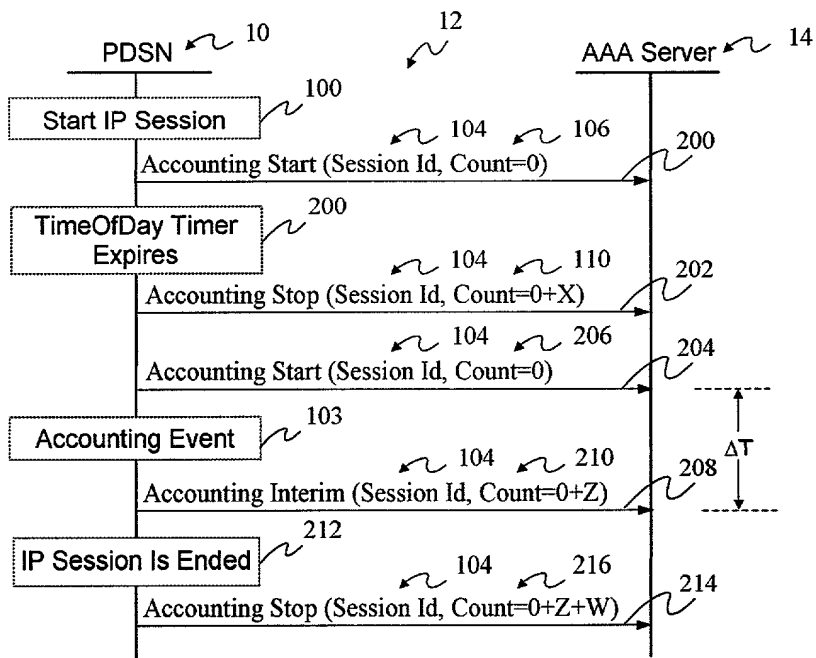 PDSN 10 12 AAA Server 14
100
Start IP Session
104 106
Accounting Start (Session Id, Count=0) 200
200
TimeOfDay Timer
Expires
104 110
Accounting Stop (Session Id, Count=0+X) 202
104 206
Accounting Start (Session Id, Count=0) 204
103
Accounting Event
ΔT
104 210
Accounting Interim (Session Id, Count=0+Z) 208
212
IP Session Is Ended
104 216
Accounting Stop (Session Id, Count=0+Z+W) 214